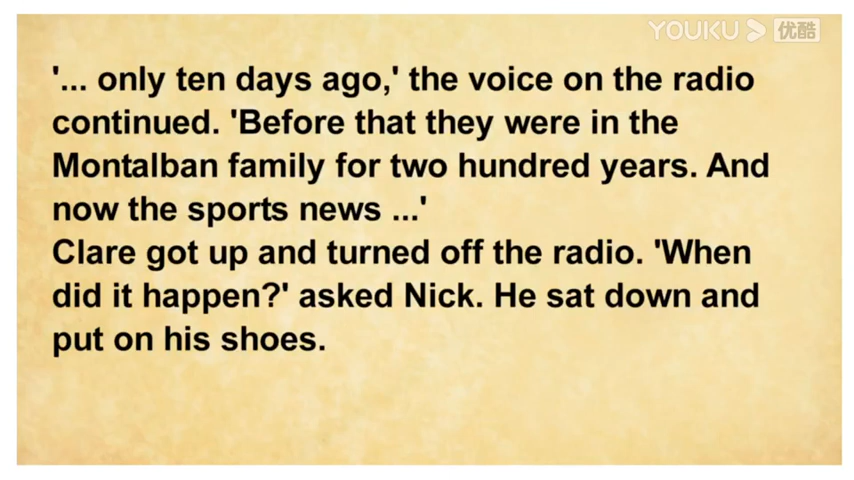 YOUKU 优酷
'... only ten days ago,' the voice on the radio
continued. 'Before that they were in the
Montalban family for two hundred years. And
now the sports news ...'
Clare got up and turned off the radio. 'When
did it happen?' asked Nick. He sat down and
put on his shoes.